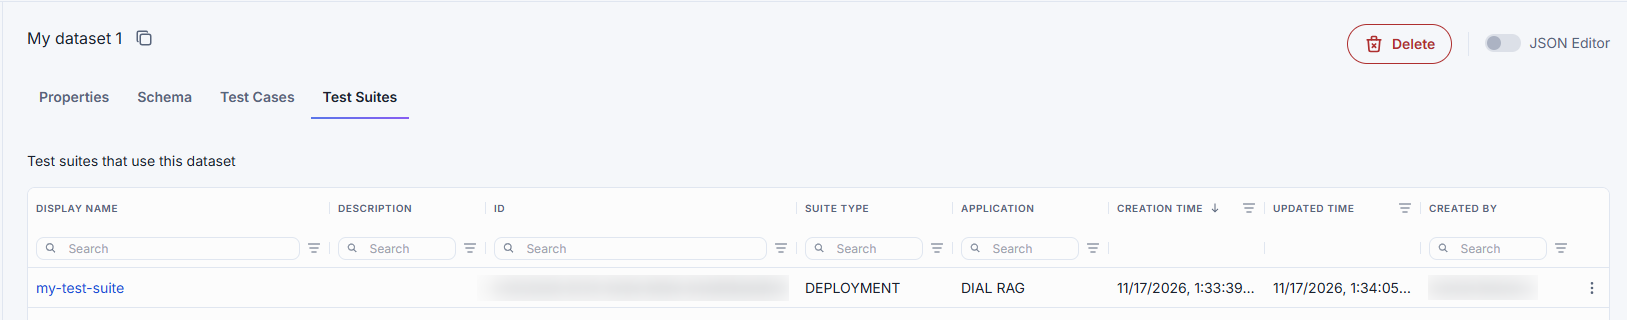 My dataset 1
Delete
JSON Editor
Properties Schema Test Cases Test Suites
Test suites that use this dataset
DISPLAY NAME DESCRIPTION ID SUITE TYPE APPLICATION CREATION TIME UPDATED TIME CREATED BY
Search Search Search Search Search Search
my-test-suite DEPLOYMENT DIAL RAG 11/17/2026, 1:33:39... 11/17/2026, 1:34:05...